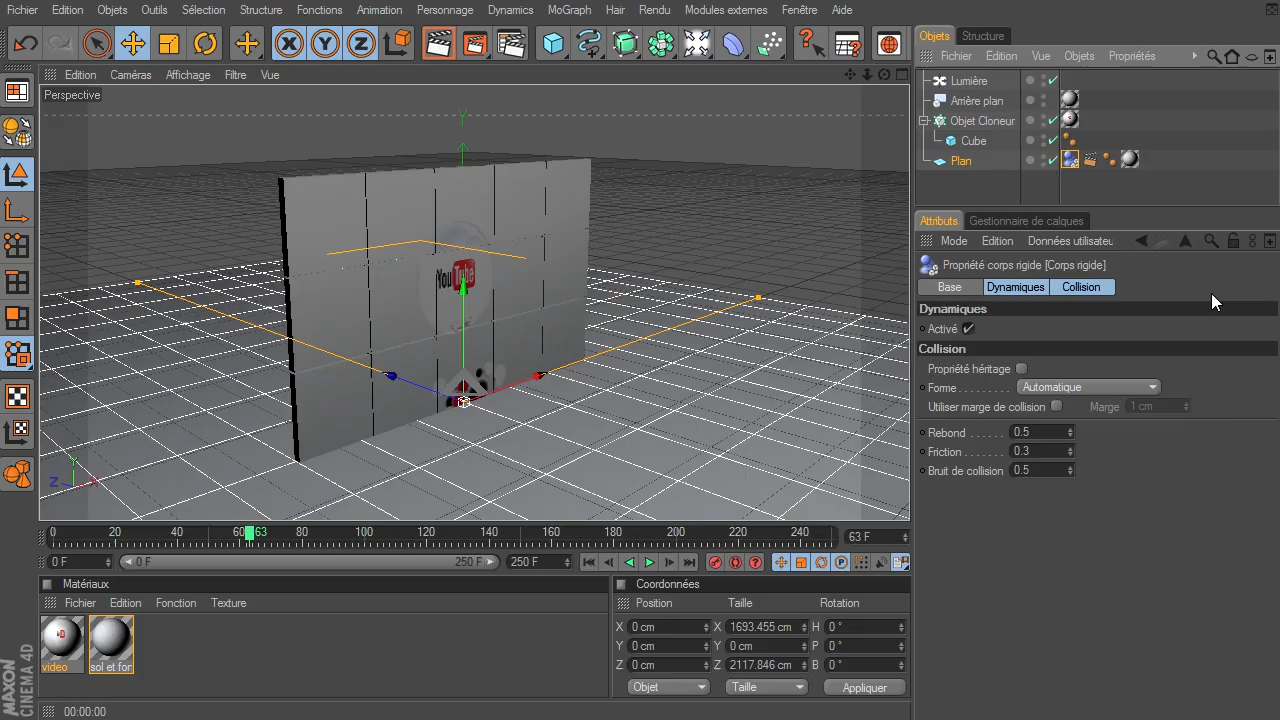 Fichier Edition Objets Outils Sélection Structure Fonctions Animation Personnage Dynamics MoGraph Hair Rendu Modules externes Fenêtre Aide
X Y Z
Objets Structure
Fichier Edition Vue Objets Propriétés
Edition Caméras Affichage Filtre Vue
Perspective
Y
Lumière
Arrière plan
Objet Cloneur
Cube
Plan
Attributs Gestionnaire de calques
Mode Edition Données utilisateu
Propriété corps rigide [Corps rigide]
Base Dynamiques Collision
Dynamiques
Activé
Collision
Propriété héritage
Forme Automatique
Utiliser marge de collision Marge 1 cm
Rebond 0.5
Friction 0.3
Bruit de collision 0.5
You Tube
Y
Z X
0 20 40 60 63 80 100 120 140 160 180 200 220 240 63 F
0 F 0 F 250 F 250 F
Matériaux Coordonnées
Fichier Edition Fonction Texture
Position Taille Rotation
X 0 cm X 1693.455 cm H 0 °
Y 0 cm Y 0 cm P 0 °
Z 0 cm Z 2117.846 cm B 0 °
Objet Taille Appliquer
video sol et for
MAXON
CINEMA 4D
00:00:00